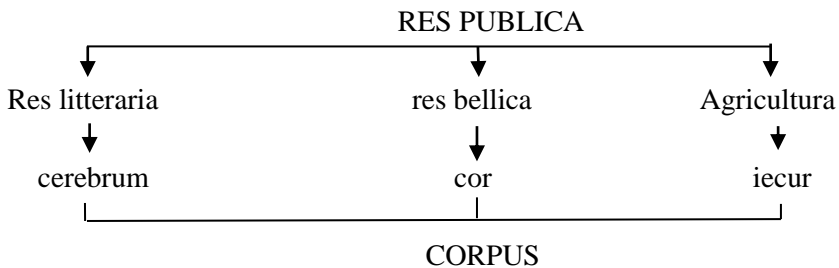 RES PUBLICA
Res litteraria res bellica Agricultura
cerebrum cor iecur
CORPUS